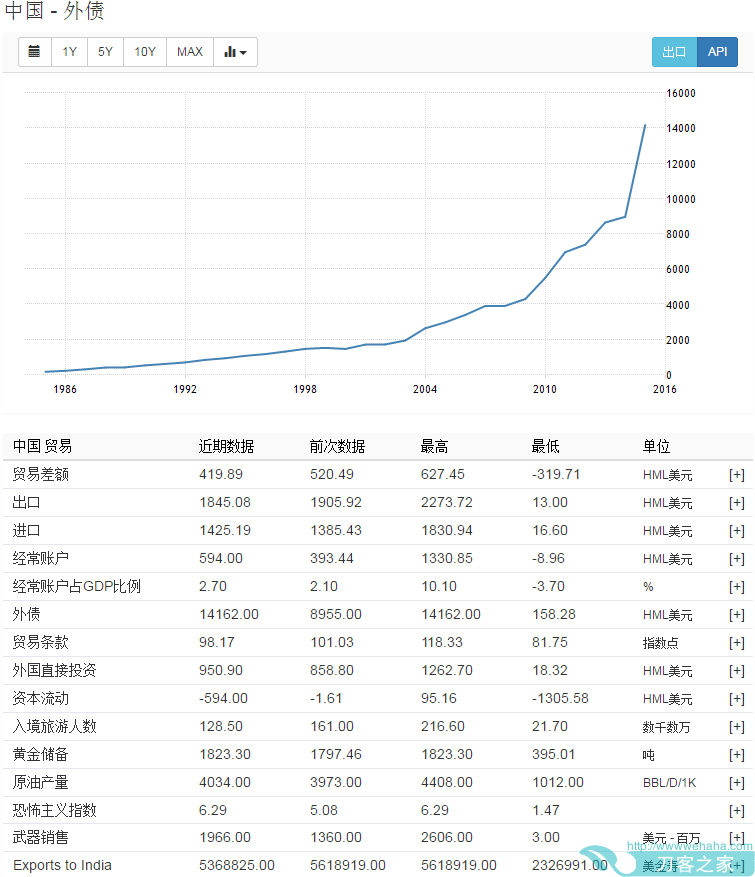 中国 - 外债
1Y 5Y 10Y MAX 出口 API
16000
14000
12000
10000
8000
6000
4000
2000
0
1986 1992 1998 2004 2010 2016
中国 贸易 近期数据 前次数据 最高 最低 单位
贸易差额 419.89 520.49 627.45 -319.71 HML美元 [+]
出口 1845.08 1905.92 2273.72 13.00 HML美元 [+]
进口 1425.19 1385.43 1830.94 16.60 HML美元 [+]
经常账户 594.00 393.44 1330.85 -8.96 HML美元 [+]
经常账户占GDP比例 2.70 2.10 10.10 -3.70 % [+]
外债 14162.00 8955.00 14162.00 158.28 HML美元 [+]
贸易条款 98.17 101.03 118.33 81.75 指数点 [+]
外国直接投资 950.90 858.80 1262.70 18.32 HML美元 [+]
资本流动 -594.00 -1.61 95.16 -1305.58 HML美元 [+]
入境旅游人数 128.50 161.00 216.60 21.70 数千数万 [+]
黄金储备 1823.30 1797.46 1823.30 395.01 吨 [+]
原油产量 4034.00 3973.00 4408.00 1012.00 BBL/D/1K [+]
恐怖主义指数 6.29 5.08 6.29 1.47 [+]
武器销售 1966.00 1360.00 2606.00 3.00 美元 - 百万 [+]
http://www.wehaha.com
Exports to India 5368825.00 5618919.00 5618919.00 2326991.00 [+]
刀客之家